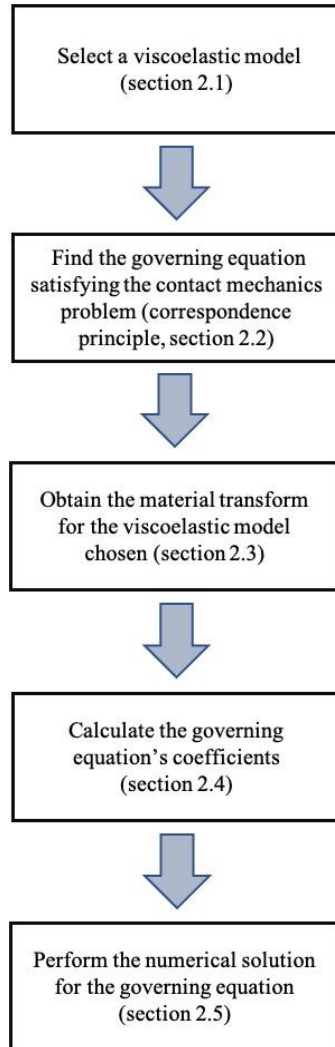 Select a viscoelastic model
(section 2.1)
Find the governing equation
satisfying the contact mechanics
problem (correspondence
principle, section 2.2)
Obtain the material transform
for the viscoelastic model
chosen (section 2.3)
Calculate the governing
equation’s coefficients
(section 2.4)
Perform the numerical solution
for the governing equation
(section 2.5)